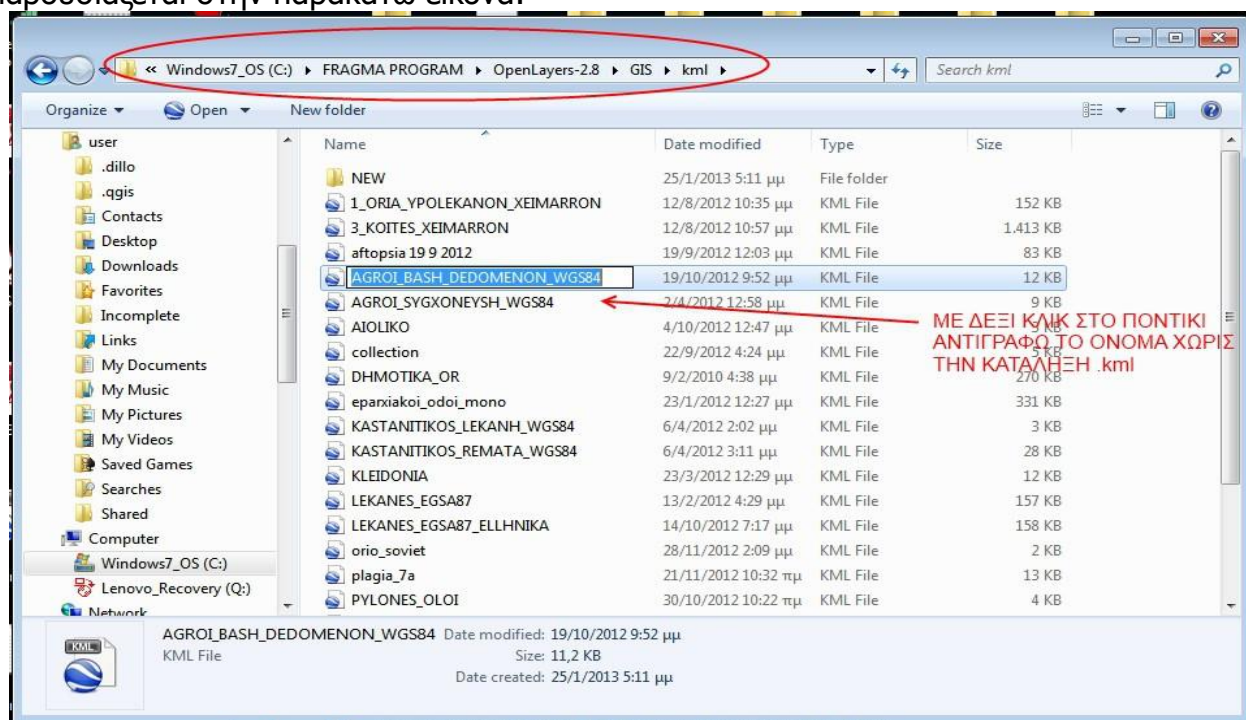 παρουσιάζεται στην παρακάτω εικόνα.
« Windows7_OS (C:) ▸ FRAGMA PROGRAM ▸ OpenLayers-2.8 ▸ GIS ▸ kml ▸
Search kml
Organize ▾ Open ▾ New folder
Name Date modified Type Size
user
.dillo
.qgis
Contacts
Desktop
Downloads
Favorites
Incomplete
Links
My Documents
My Music
My Pictures
My Videos
Saved Games
Searches
Shared
Computer
Windows7_OS (C:)
Lenovo_Recovery (Q:)
Network
NEW 25/1/2013 5:11 μμ File folder
1_ORIA_YPOLEKANON_XEIMARRON 12/8/2012 10:35 μμ KML File 152 KB
3_KOITES_XEIMARRON 12/8/2012 10:57 μμ KML File 1.413 KB
aftopsia 19 9 2012 19/9/2012 12:03 μμ KML File 83 KB
AGROI_BASH_DEDOMENON_WGS84 19/10/2012 9:52 μμ KML File 12 KB
AGROI_SYGXONEYSH_WGS84 2/4/2012 12:58 μμ KML File 9 KB
AIOLIKO 4/10/2012 12:47 μμ KML File KB
collection 22/9/2012 4:24 μμ KML File 5 KB
DHMOTIKA_OR 9/2/2010 4:38 μμ KML File 270 KB
eparxiakoi_odoi_mono 23/1/2012 12:27 μμ KML File 331 KB
KASTANITIKOS_LEKANH_WGS84 6/4/2012 2:02 μμ KML File 3 KB
KASTANITIKOS_REMATA_WGS84 6/4/2012 3:11 μμ KML File 28 KB
KLEIDONIA 23/3/2012 12:29 μμ KML File 12 KB
LEKANES_EGSA87 13/2/2012 4:29 μμ KML File 157 KB
LEKANES_EGSA87_ELLHNIKA 14/10/2012 7:17 μμ KML File 158 KB
orio_soviet 28/11/2012 2:09 μμ KML File 2 KB
plagia_7a 21/11/2012 10:32 πμ KML File 13 KB
PYLONES_OLOI 30/10/2012 10:22 πμ KML File 4 KB
ΜΕ ΔΕΞΙ ΚΛΙΚ ΣΤΟ ΠΟΝΤΙΚΙ
ΑΝΤΙΓΡΑΦΩ ΤΟ ΟΝΟΜΑ ΧΩΡΙΣ
ΤΗΝ ΚΑΤΑΛΗΞΗ .kml
KML
AGROI_BASH_DEDOMENON_WGS84 Date modified: 19/10/2012 9:52 μμ
KML File Size: 11,2 KB
Date created: 25/1/2013 5:11 μμ